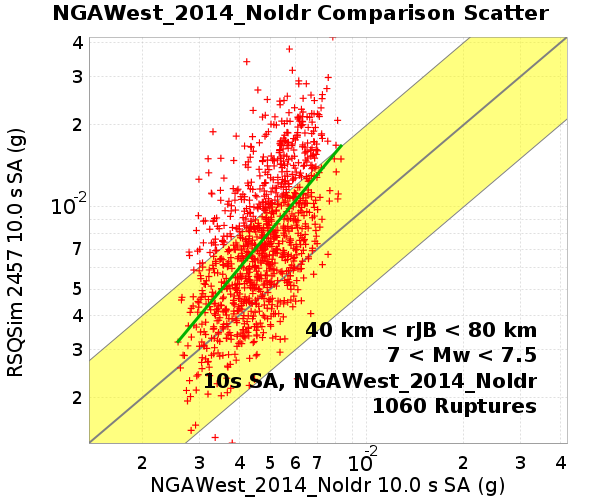 NGAWest_2014_NoIdr Comparison Scatter
RSQSim 2457 10.0 s SA (g)
4
3
2
10⁻²
7
5
4
3
2
40 km < rJB < 80 km
7 < Mw < 7.5
10s SA, NGAWest_2014_NoIdr
1060 Ruptures
2 3 4 5 6 7 10⁻² 2 3 4
NGAWest_2014_NoIdr 10.0 s SA (g)